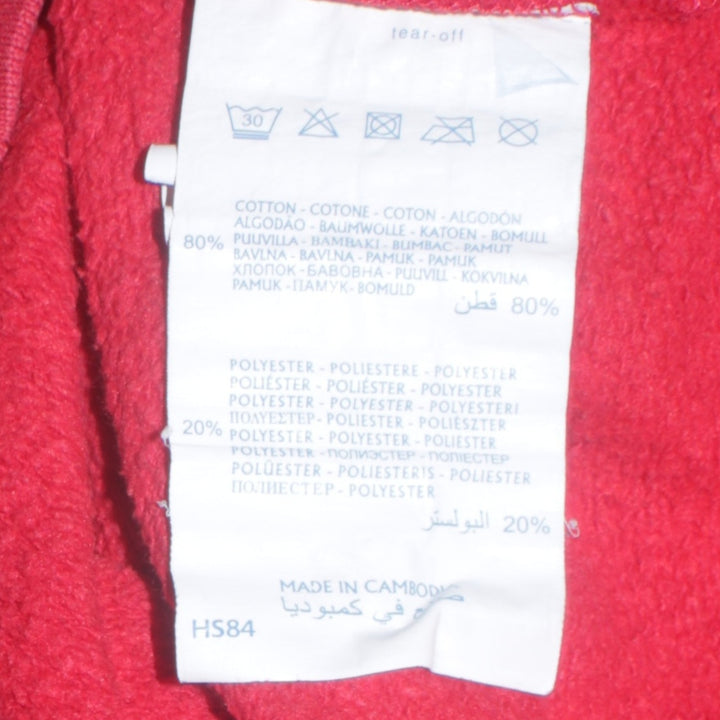 tear-off
30
COTTON - COTONE - COTON - ALGODÓN
ALGODÃO - BAUMWOLLE - KATOEN - BOMULL
80% PUUVILLA - BAMBAKI - BUMBAC - PAMUT
BAVLNA - BAVLNA - PAMUK - PAMUK
ХЛОПОК - БАВОВНА - PUUVILL - KOKVILNA
PAMUK - ПАМУК - BOMULD
80% قطن
POLYESTER - POLIESTERE - POLYESTER
POLIÉSTER - POLIÉSTER - POLYESTER
POLYESTER - POLYESTER - POLYESTERI
ΠΟΛΥΕΣΤΕΡ - POLIESTER - POLIÉSZTER
20% POLYESTER - POLYESTER - POLIESTER
POLYESTER - ПОЛИЭСТЕР - ПОЛІЕСТЕР
POLÜESTER - POLIESTERIS - POLIESTER
ПОЛИЕСТЕР - POLYESTER
20% البولستر
MADE IN CAMBODIA
صنع في كمبوديا
HS84